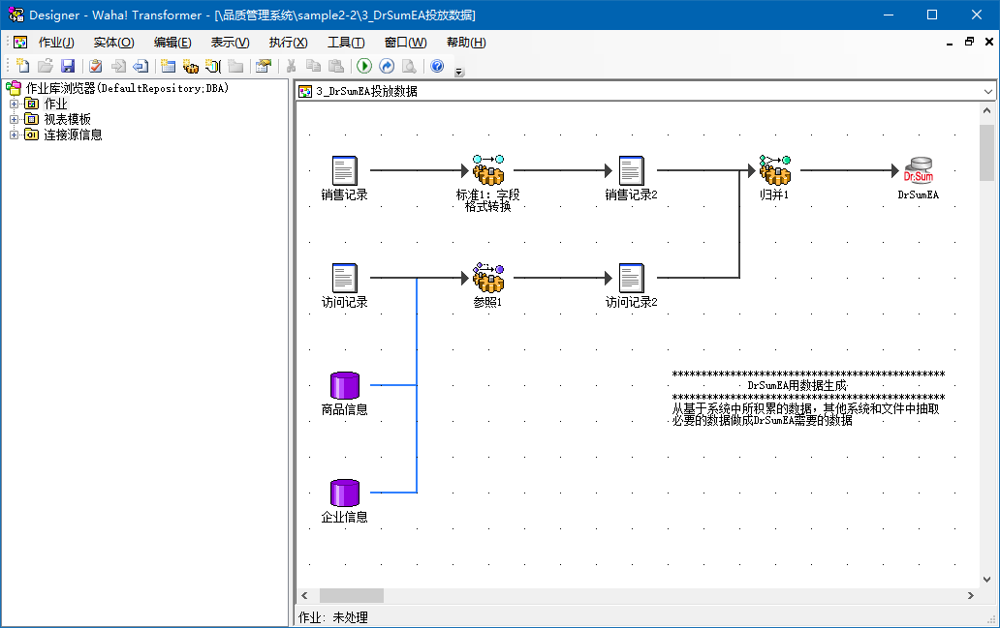 Designer - Waha! Transformer - [\品质管理系统\sample2-2\3_DrSumEA投放数据]
作业(J) 实体(O) 编辑(E) 表示(V) 执行(X) 工具(T) 窗口(W) 帮助(H)
作业库浏览器(DefaultRepository:DBA)
作业
视表模板
连接源信息
3_DrSumEA投放数据
销售记录
标准1: 字段
格式转换
销售记录2
归并1
Dr.Sum
DrSumEA
访问记录
参照1
访问记录2
商品信息
企业信息
***********************************************
DrSumEA用数据生成
***********************************************
从基于系统中所积累的数据，其他系统和文件中抽取
必要的数据做成DrSumEA需要的数据
作业: 未处理